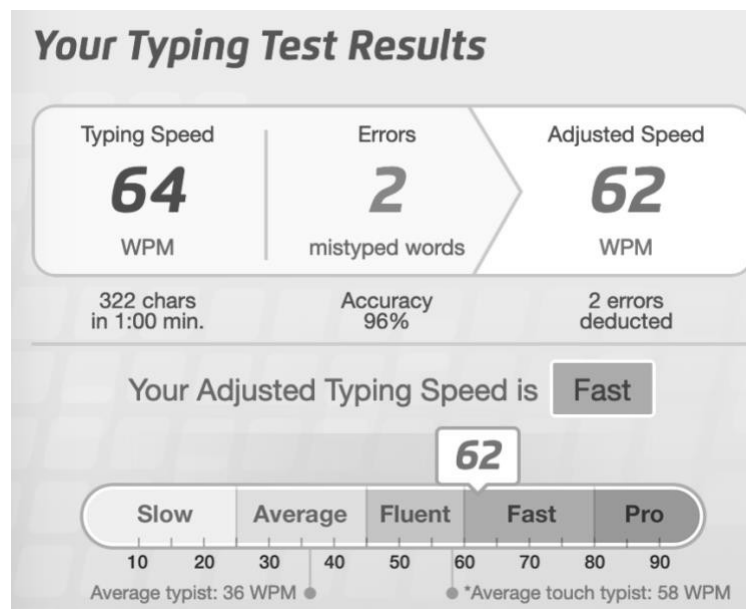 Your Typing Test Results
Typing Speed Errors Adjusted Speed
64 2 62
WPM mistyped words WPM
322 chars Accuracy 2 errors
in 1:00 min. 96% deducted
Your Adjusted Typing Speed is Fast
62
Slow Average Fluent Fast Pro
10 20 30 40 50 60 70 80 90
Average typist: 36 WPM *Average touch typist: 58 WPM